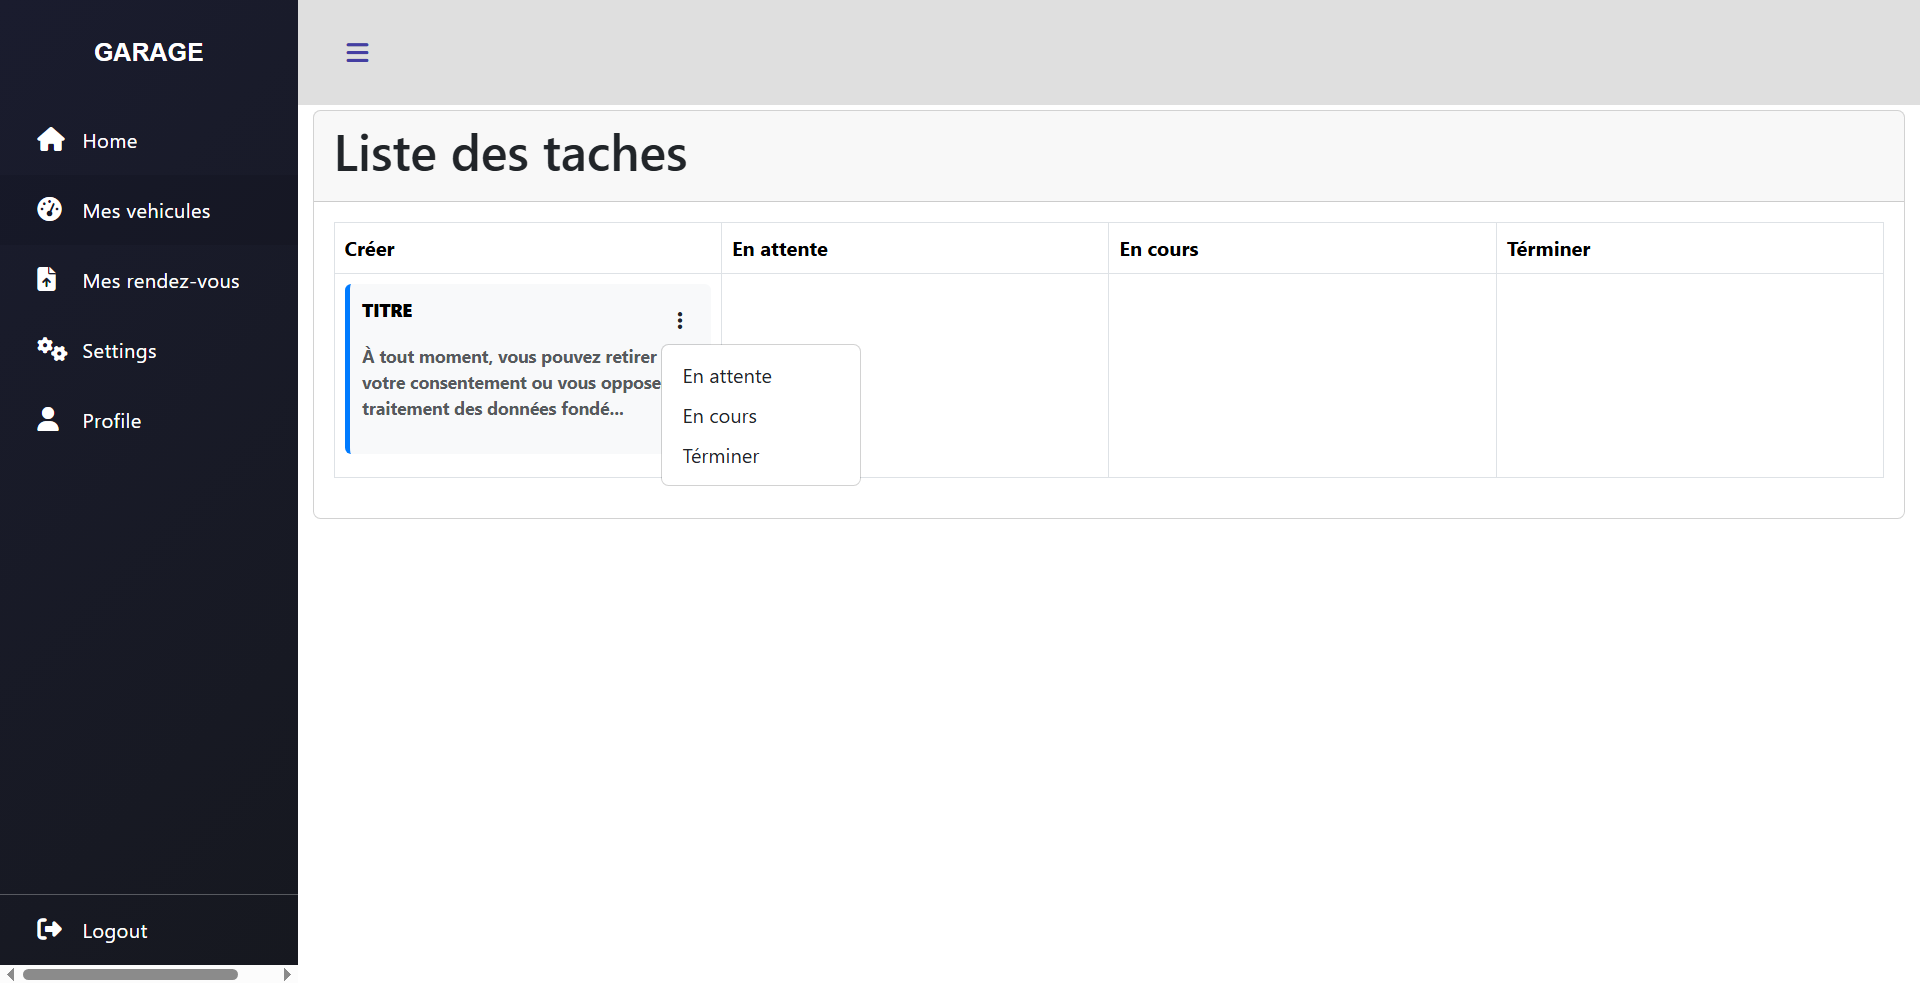 GARAGE
Home
Mes vehicules
Mes rendez-vous
Settings
Profile
Logout
Liste des taches
Créer
En attente
En cours
Términer
TITRE
À tout moment, vous pouvez retirer
votre consentement ou vous oppose
traitement des données fondé...
En attente
En cours
Términer